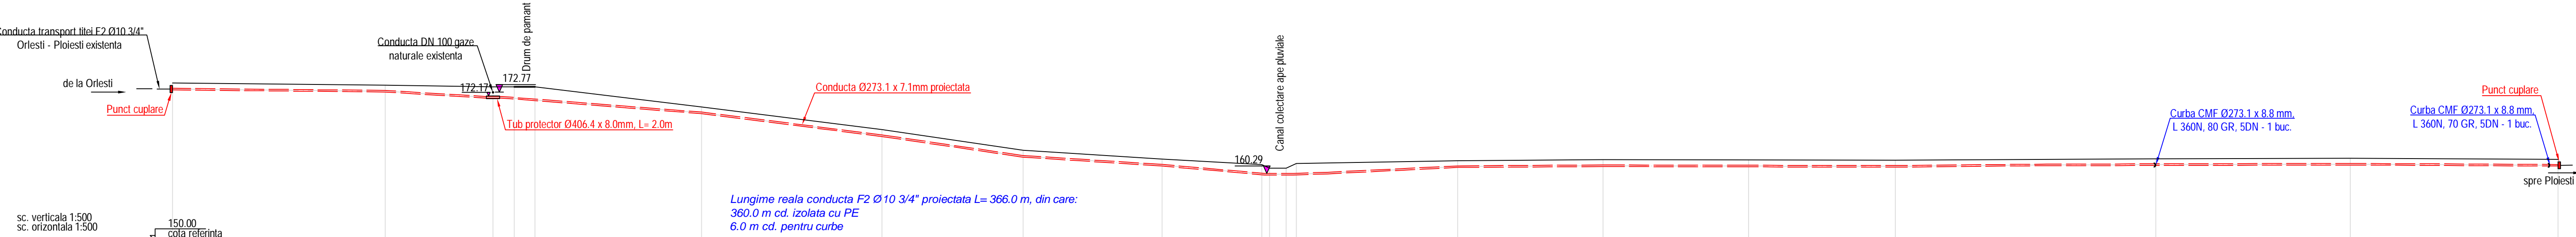 Conducta transport titei F2 Ø10 3/4"
Orlesti - Ploiesti existenta
de la Orlesti
Punct cuplare
Conducta DN 100 gaze
naturale existenta
172.17
172.77
Drum de pamant
Tub protector Ø406.4 x 8.0mm, L= 2.0m
Conducta Ø273.1 x 7.1mm proiectata
160.29
Canal colectare ape pluviale
Curba CMF Ø273.1 x 8.8 mm,
L 360N, 80 GR, 5DN - 1 buc.
Punct cuplare
Curba CMF Ø273.1 x 8.8 mm,
L 360N, 70 GR, 5DN - 1 buc.
spre Ploiesti
Lungime reala conducta F2 Ø10 3/4" proiectata L= 366.0 m, din care:
360.0 m cd. izolata cu PE
6.0 m cd. pentru curbe
sc. verticala 1:500
sc. orizontala 1:500
150.00
cota referinta